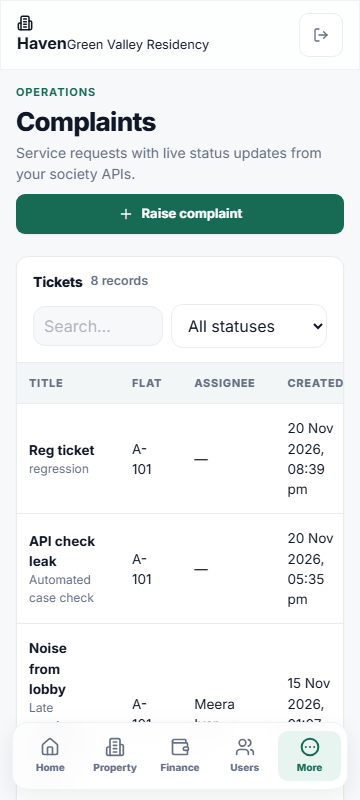 HavenGreen Valley Residency
OPERATIONS
Complaints
Service requests with live status updates from
your society APIs.
+ Raise complaint
Tickets 8 records
Search... All statuses
TITLE FLAT ASSIGNEE CREATED
Reg ticket
regression
A-
101
—
20 Nov
2026,
08:39
pm
API check
leak
Automated
case check
A-
101
—
20 Nov
2026,
05:35
pm
Noise
from
lobby
Late
A-
Meera
15 Nov
2026,
Home Property Finance Users More